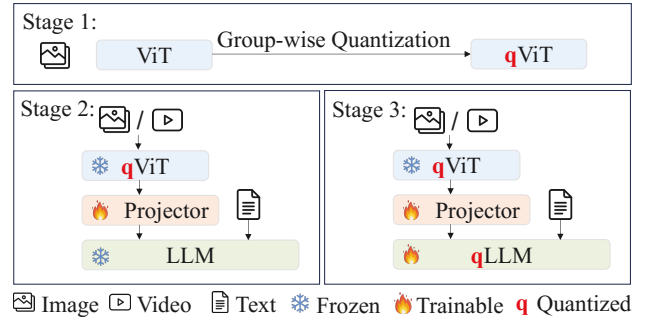 Stage 1:
ViT
Group-wise Quantization
qViT
Stage 2:
/
qViT
Projector
LLM
Stage 3:
/
qViT
Projector
qLLM
Image Video Text Frozen Trainable q Quantized